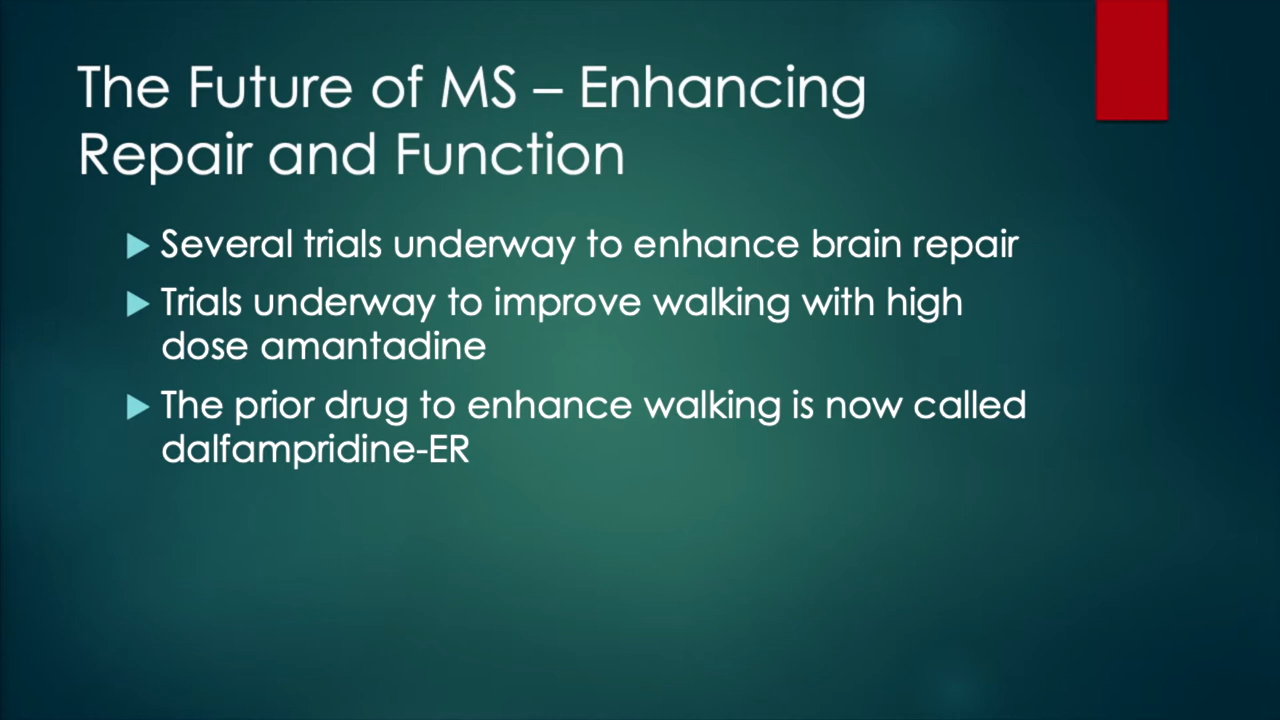 The Future of MS – Enhancing
Repair and Function
Several trials underway to enhance brain repair
Trials underway to improve walking with high
dose amantadine
The prior drug to enhance walking is now called
dalfampridine-ER